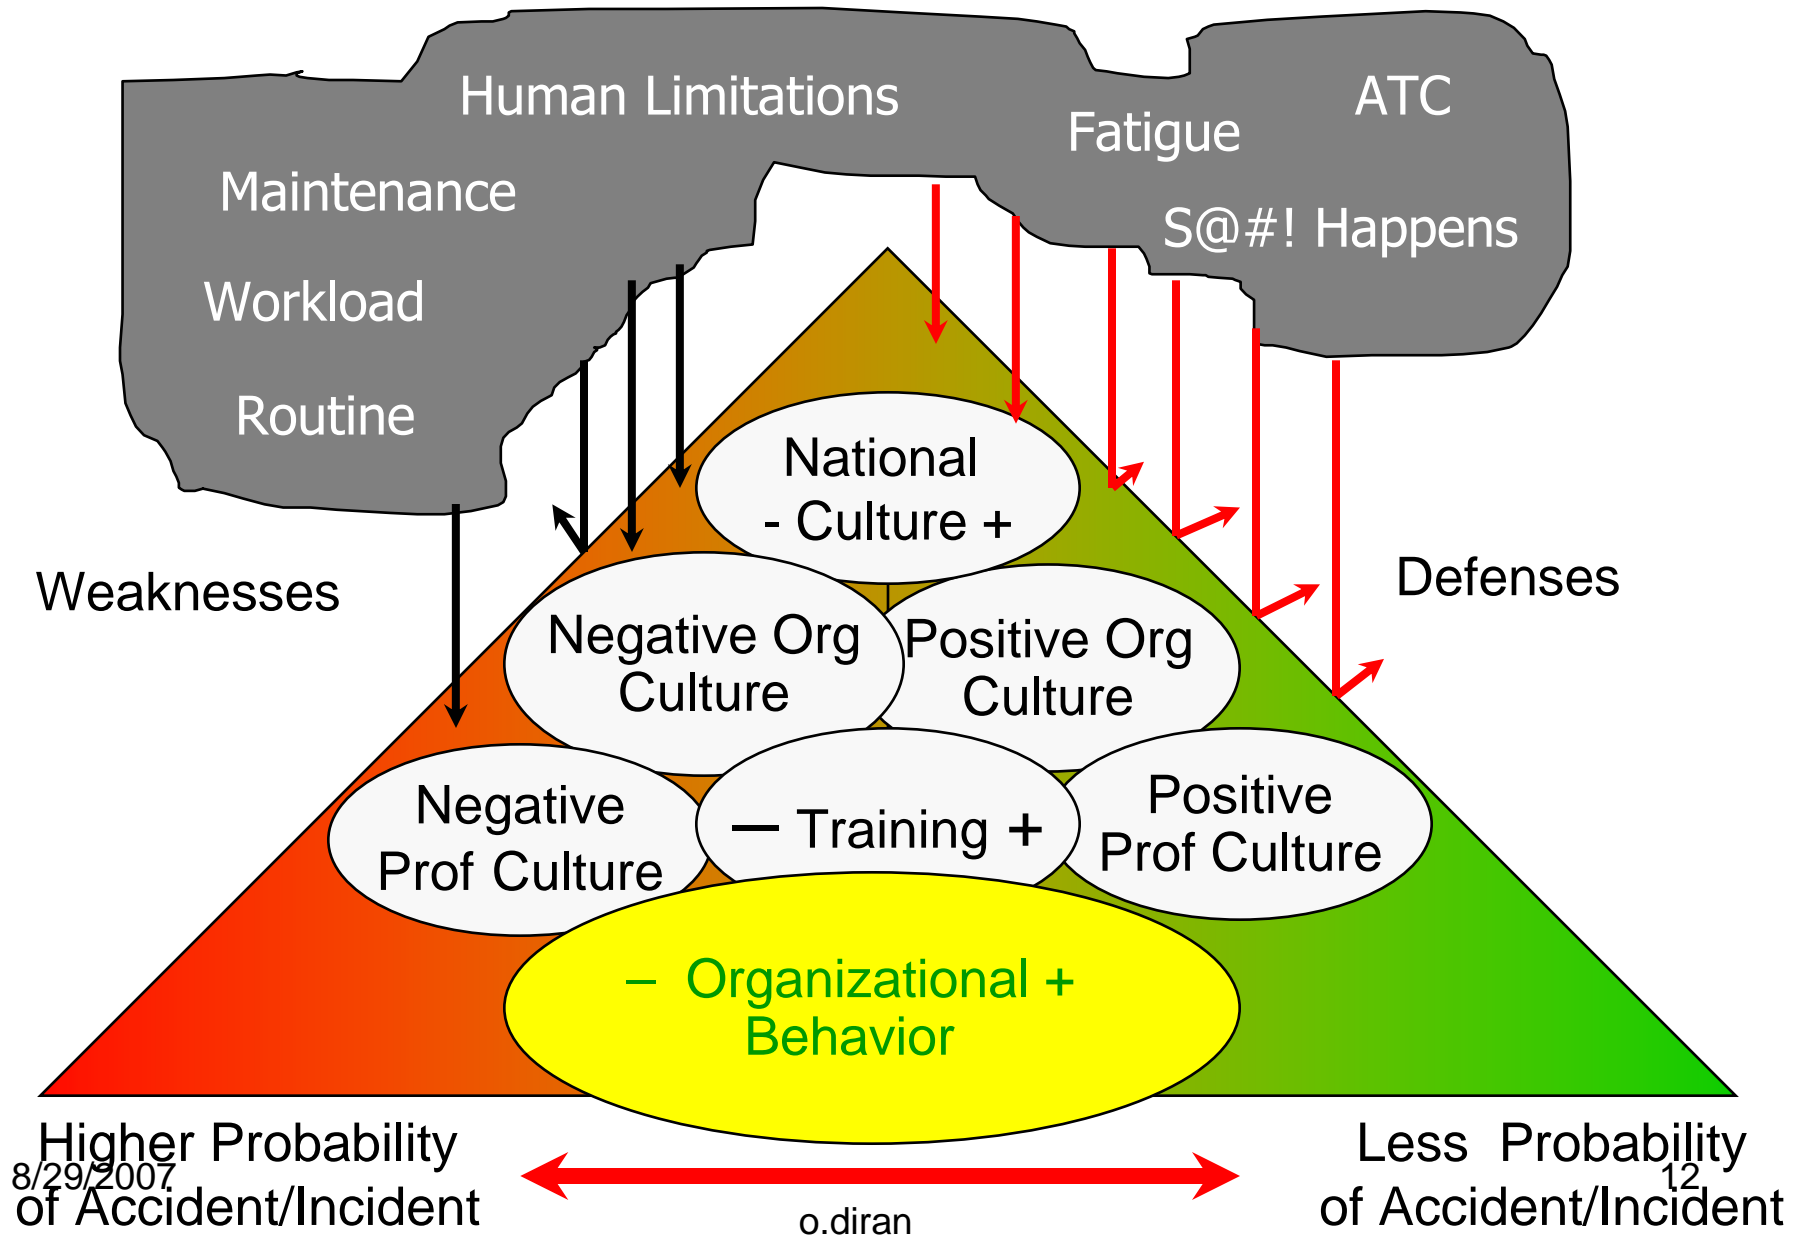 Human Limitations
ATC
Fatigue
Maintenance
S@#! Happens
Workload
Routine
National
- Culture +
Weaknesses
Defenses
Negative Org
Culture
Positive Org
Culture
Negative
Prof Culture
— Training +
Positive
Prof Culture
– Organizational +
Behavior
Higher Probability
of Accident/Incident
Less Probability
of Accident/Incident
8/29/2007
o.diran
12